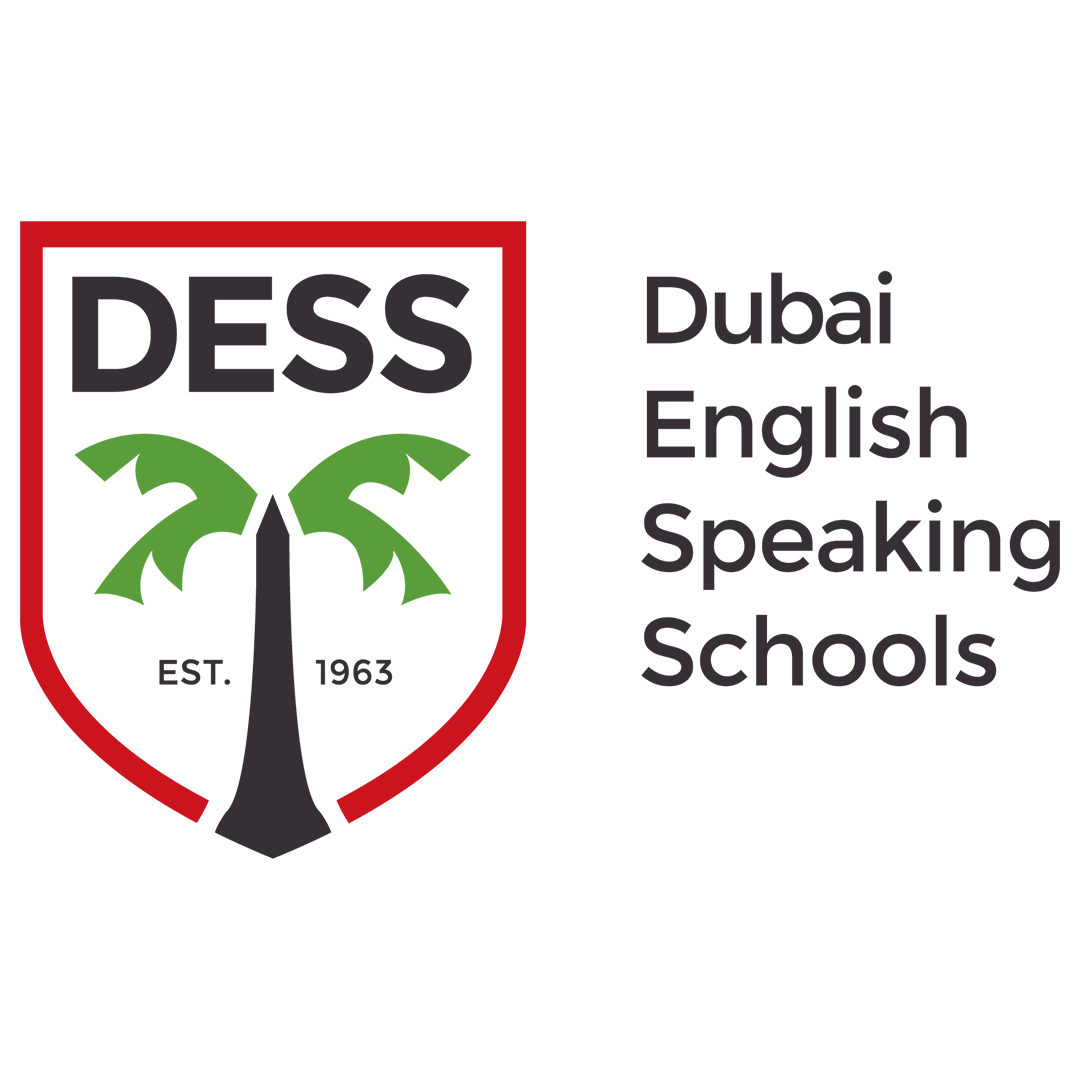 DESS
EST. 1963
Dubai
English
Speaking
Schools